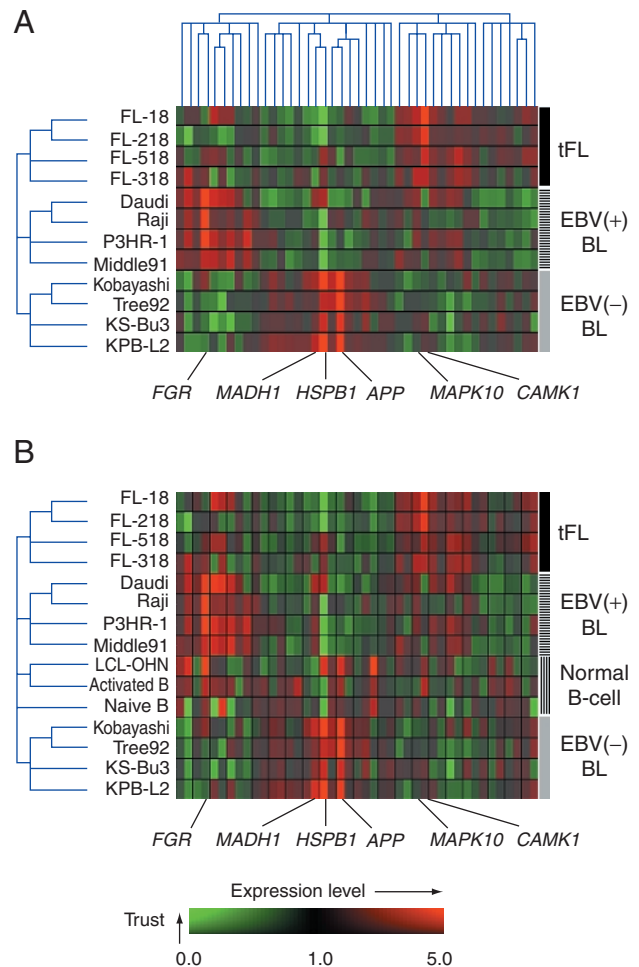 A
FL-18
FL-218
FL-518
FL-318
Daudi
Raji
P3HR-1
Middle91
Kobayashi
Tree92
KS-Bu3
KPB-L2
tFL
EBV(+)
BL
EBV(−)
BL
FGR MADH1 HSPB1 APP MAPK10 CAMK1
B
FL-18
FL-218
FL-518
FL-318
Daudi
Raji
P3HR-1
Middle91
LCL-OHN
Activated B
Naive B
Kobayashi
Tree92
KS-Bu3
KPB-L2
tFL
EBV(+)
BL
Normal
B-cell
EBV(−)
BL
FGR MADH1 HSPB1 APP MAPK10 CAMK1
Expression level
Trust
0.0 1.0 5.0